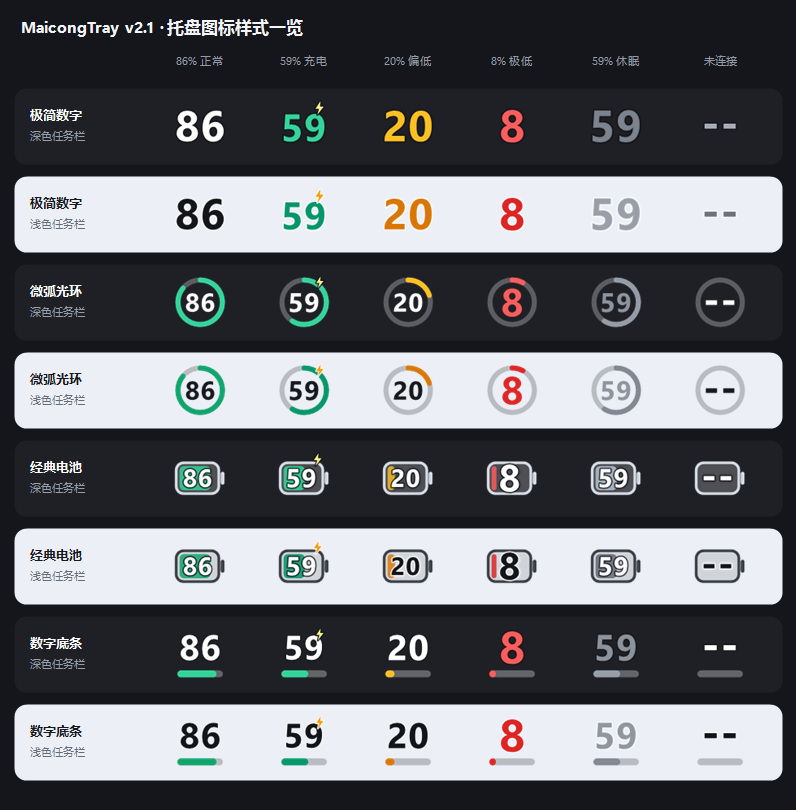 MaicongTray v2.1 · 托盘图标样式一览
86% 正常 59% 充电 20% 偏低 8% 极低 59% 休眠 未连接
极简数字
深色任务栏
86 59 20 8 59 --
极简数字
浅色任务栏
86 59 20 8 59 --
微弧光环
深色任务栏
86 59 20 8 59 --
微弧光环
浅色任务栏
86 59 20 8 59 --
经典电池
深色任务栏
86 59 20 8 59 --
经典电池
浅色任务栏
86 59 20 8 59 --
数字底条
深色任务栏
86 59 20 8 59 --
数字底条
浅色任务栏
86 59 20 8 59 --